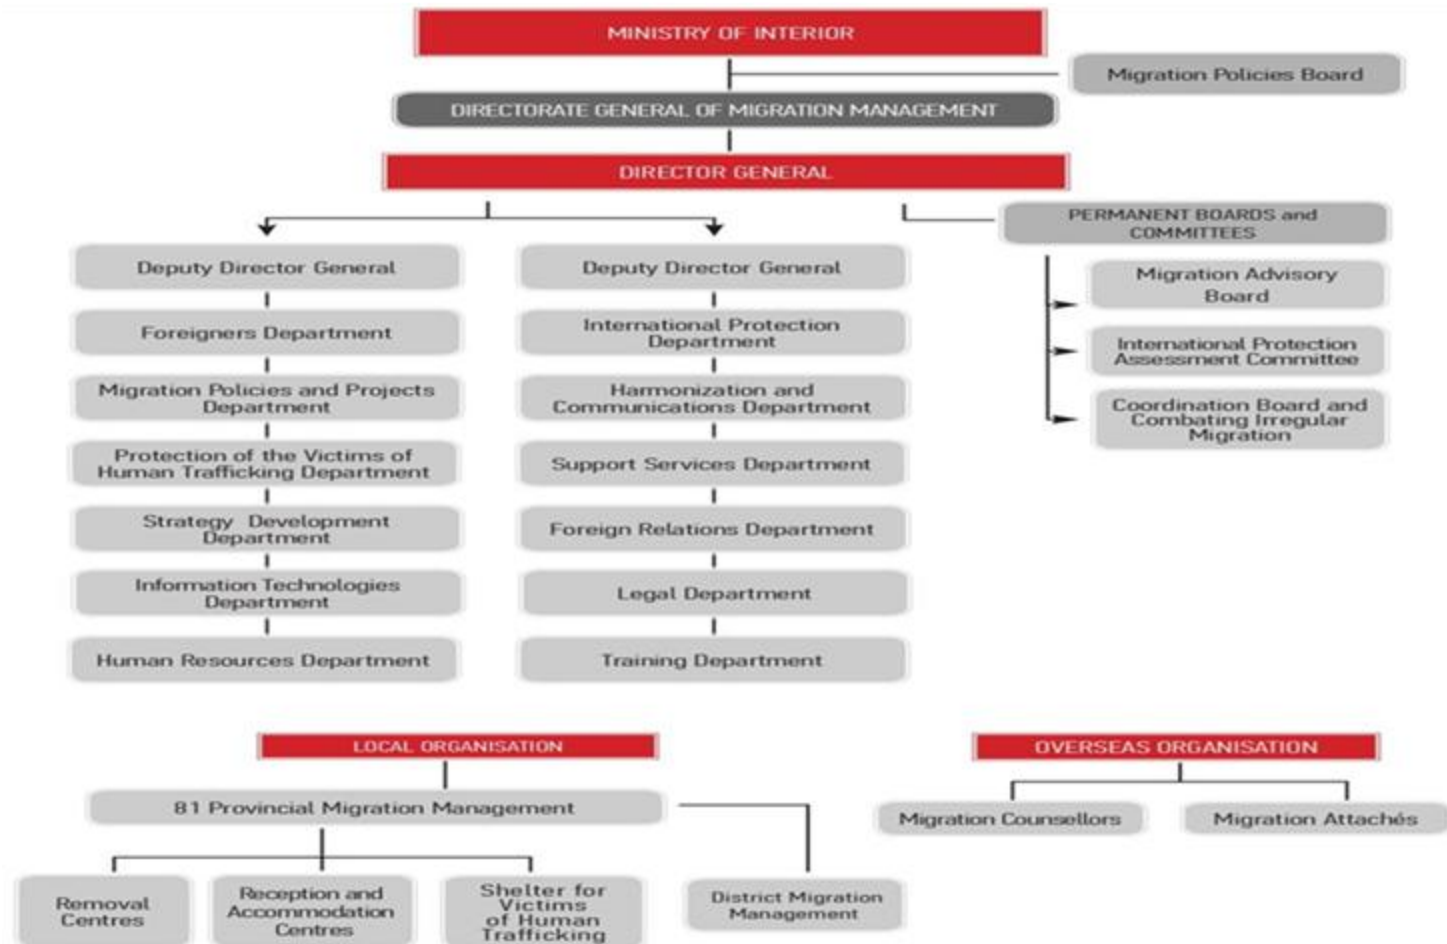 MINISTRY OF INTERIOR
Migration Policies Board
DIRECTORATE GENERAL OF MIGRATION MANAGEMENT
DIRECTOR GENERAL
PERMANENT BOARDS and
COMMITTEES
Deputy Director General
Foreigners Department
Migration Policies and Projects
Department
Protection of the Victims of
Human Trafficking Department
Strategy Development
Department
Information Technologies
Department
Human Resources Department
Deputy Director General
International Protection
Department
Harmonization and
Communications Department
Support Services Department
Foreign Relations Department
Legal Department
Training Department
Migration Advisory
Board
International Protection
Assessment Committee
Coordination Board and
Combating Irregular
Migration
LOCAL ORGANISATION
81 Provincial Migration Management
Removal
Centres
Reception and
Accommodation
Centres
Shelter for
Victims
of Human
Trafficking
District Migration
Management
OVERSEAS ORGANISATION
Migration Counsellors
Migration Attachés